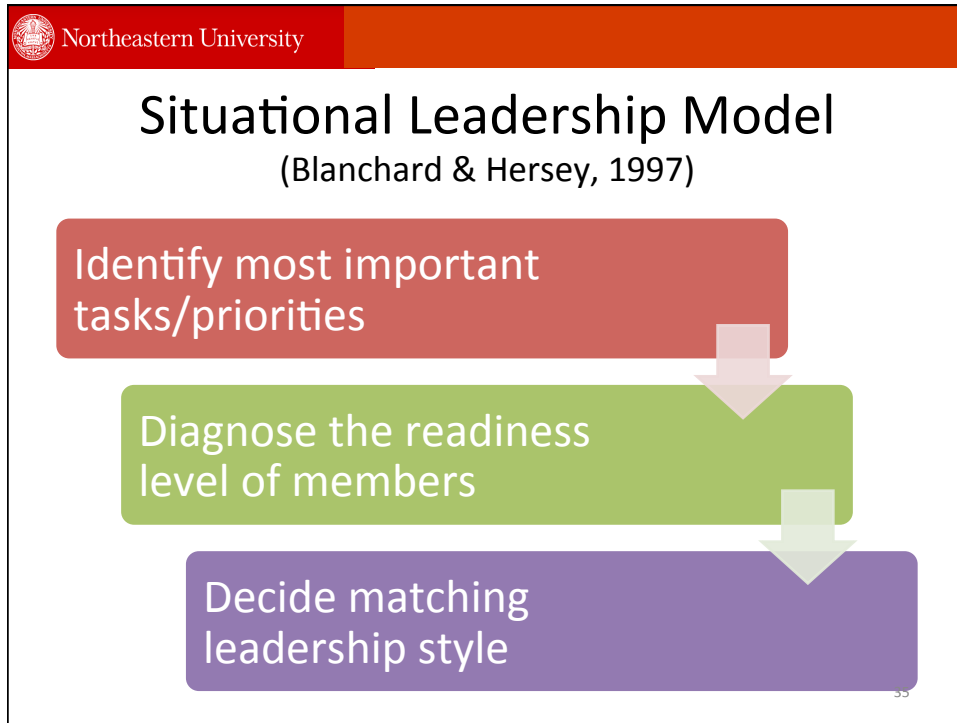 Northeastern University
Situational Leadership Model
(Blanchard & Hersey, 1997)
Identify most important
tasks/priorities
Diagnose the readiness
level of members
Decide matching
leadership style